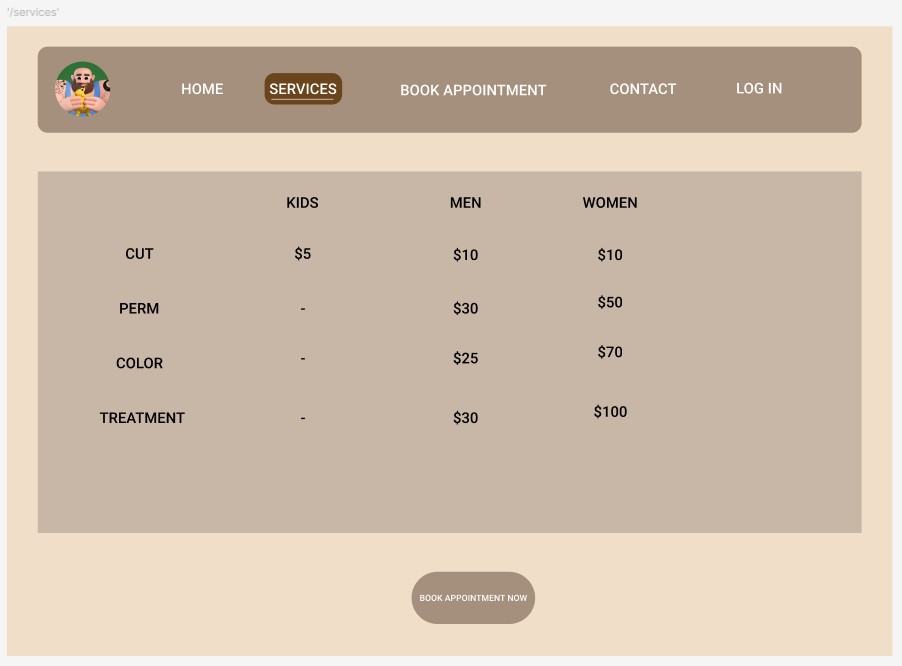 '/services'
HOME SERVICES BOOK APPOINTMENT CONTACT LOG IN
KIDS MEN WOMEN
CUT $5 $10 $10
PERM - $30 $50
COLOR - $25 $70
TREATMENT - $30 $100
BOOK APPOINTMENT NOW